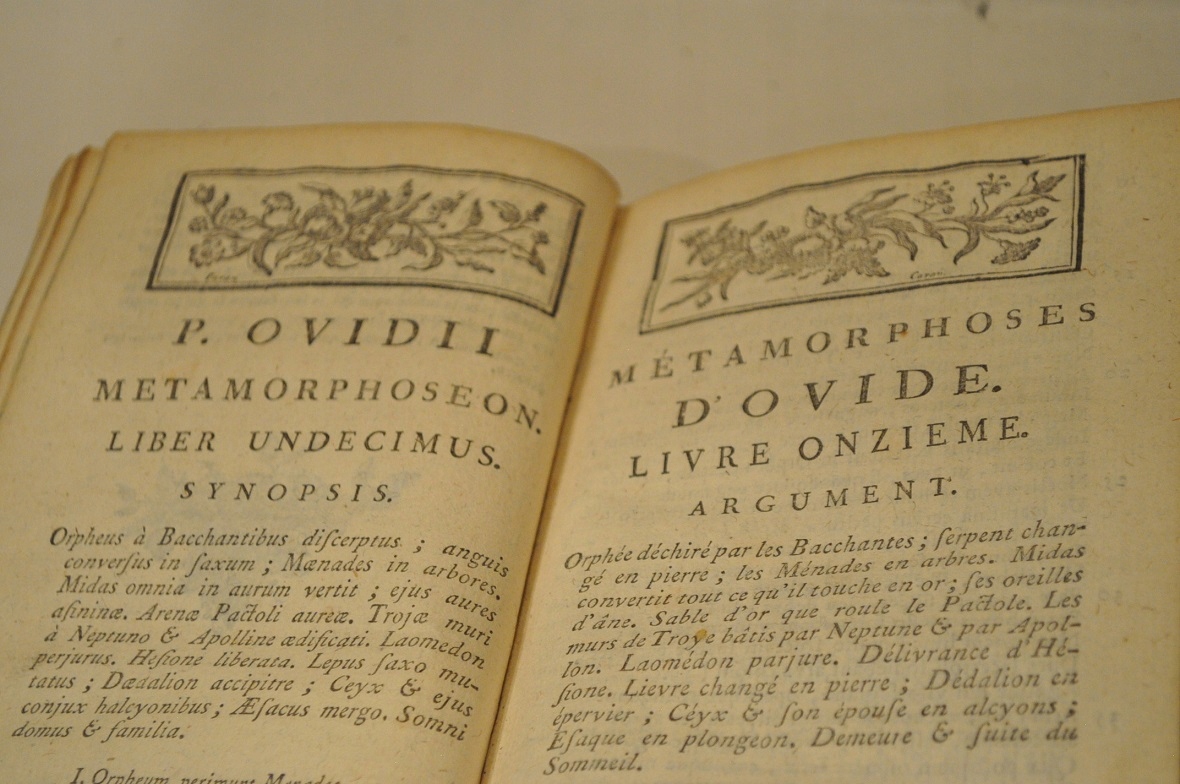 P. OVIDII
METAMORPHOSEON.
LIBER UNDECIMUS.
SYNOPSIS.
Orpheus à Bacchantibus diſcerptus ; anguis
converſus in ſaxum ; Mænades in arbores.
Midas omnia in aurum vertit ; ejus aures
aſininæ. Arenæ Pactoli aureæ. Trojæ muri
à Neptuno & Apolline ædificati. Laomedon
perjurus. Heſione liberata. Lepus ſaxo mu-
tatus ; Dædalion accipitre ; Ceyx & ejus
conjux halcyonibus ; Æſacus mergo. Somni
domus & familia.
I. Orpheum perimunt Menades
Caron
MÉTAMORPHOSES
D'OVIDE.
LIVRE ONZIEME.
ARGUMENT.
Orphée déchiré par les Bacchantes ; ſerpent chan-
gé en pierre ; les Ménades en arbres. Midas
convertit tout ce qu'il touche en or ; ſes oreilles
d'âne. Sable d'or que roule le Pactole. Les
murs de Troye bâtis par Neptune & par Apol-
lon. Laomédon parjure. Délivrance d'Hé-
ſione. Lievre changé en pierre ; Dédalion en
épervier ; Céyx & ſon épouſe en alcyons ;
Eſaque en plongeon. Demeure & ſuite du
Sommeil.